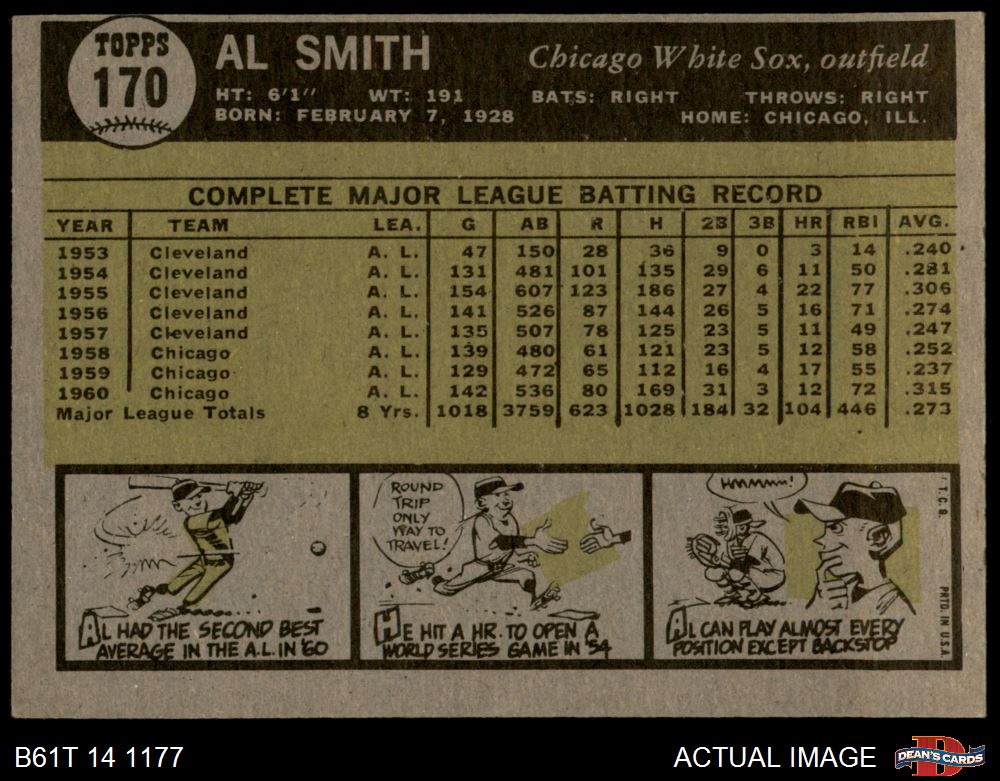 TOPPS
170
AL SMITH
Chicago White Sox, outfield
HT: 6'1" WT: 191 BATS: RIGHT THROWS: RIGHT
BORN: FEBRUARY 7, 1928 HOME: CHICAGO, ILL.
COMPLETE MAJOR LEAGUE BATTING RECORD
YEAR TEAM LEA. G AB R H 2B 3B HR RBI AVG.
1953 Cleveland A. L. 47 150 28 36 9 0 3 14 .240
1954 Cleveland A. L. 131 481 101 135 29 6 11 50 .281
1955 Cleveland A. L. 154 607 123 186 27 4 22 77 .306
1956 Cleveland A. L. 141 526 87 144 26 5 16 71 .274
1957 Cleveland A. L. 135 507 78 125 23 5 11 49 .247
1958 Chicago A. L. 139 480 61 121 23 5 12 58 .252
1959 Chicago A. L. 129 472 65 112 16 4 17 55 .237
1960 Chicago A. L. 142 536 80 169 31 3 12 72 .315
Major League Totals 8 Yrs. 1018 3759 623 1028 184 32 104 446 .273
AL HAD THE SECOND BEST
AVERAGE IN THE A.L. IN '60
ROUND
TRIP
ONLY
WAY TO
TRAVEL!
HE HIT A HR. TO OPEN A
WORLD SERIES GAME IN '54
HMMMM!
AL CAN PLAY ALMOST EVERY
POSITION EXCEPT BACKSTOP
T.C.G.
PRTD. IN U.S.A.
B61T 14 1177
ACTUAL IMAGE
D
DEAN'S CARDS